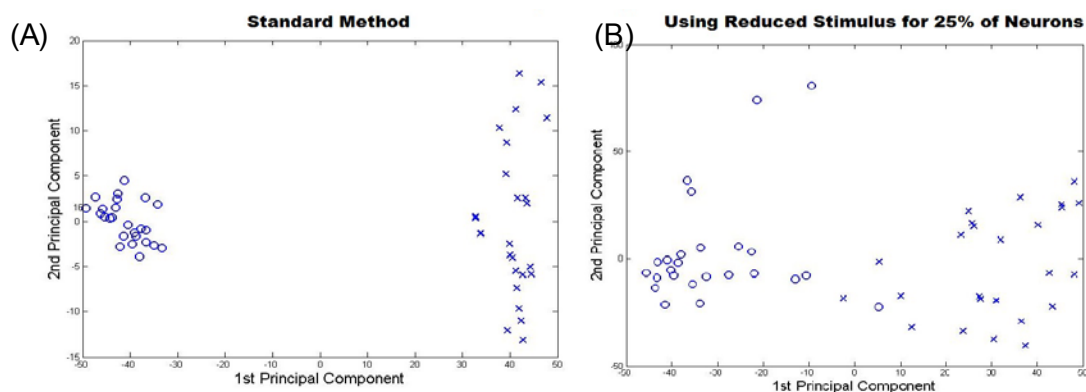 (A)
Standard Method
20
15
10
5
0
-5
-10
-15
-50 -40 -30 -20 -10 0 10 20 30 40 50
2nd Principal Component
1st Principal Component
(B)
Using Reduced Stimulus for 25% of Neurons
50
0
-50
-50 -40 -30 -20 -10 0 10 20 30 40 50
2nd Principal Component
1st Principal Component